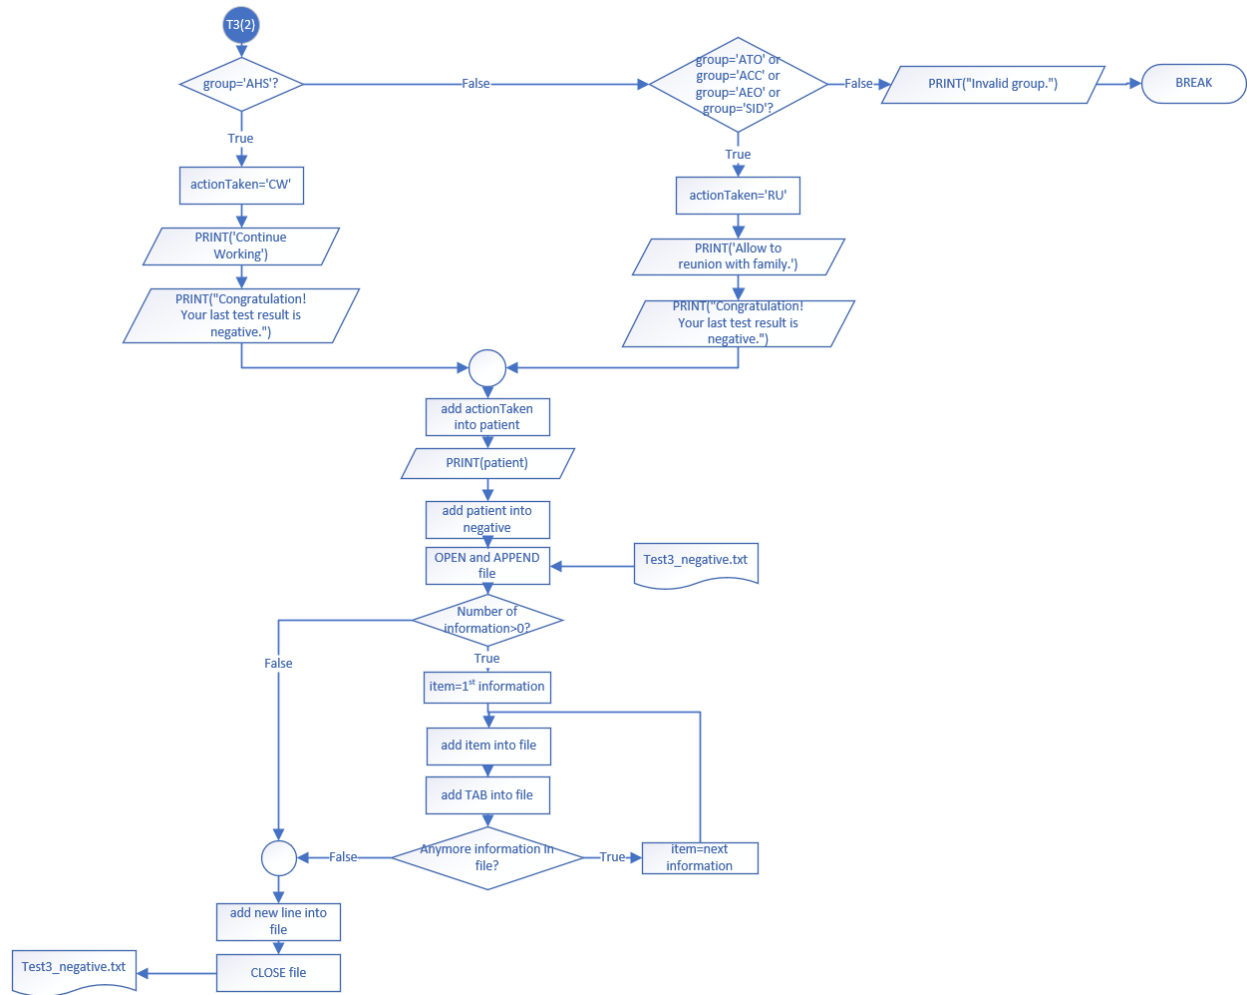 T3(2)
group='AHS'?
False
group='ATO' or
group='ACC' or
group='AEO' or
group='SID'?
False
PRINT("Invalid group.")
BREAK
True
True
actionTaken='CW'
actionTaken='RU'
PRINT('Continue
Working')
PRINT('Allow to
reunion with family.')
PRINT("Congratulation!
Your last test result is
negative.")
PRINT("Congratulation!
Your last test result is
negative.")
add actionTaken
into patient
PRINT(patient)
add patient into
negative
OPEN and APPEND
file
Test3_negative.txt
Number of
information>0?
False
True
item=1st information
add item into file
add TAB into file
Anymore information in
file?
False
True
item=next
information
add new line into
file
CLOSE file
Test3_negative.txt